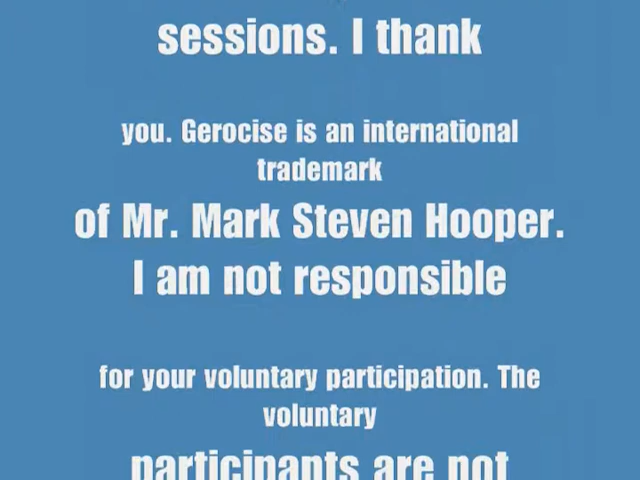 sessions. I thank
you. Gerocise is an international
trademark
of Mr. Mark Steven Hooper.
I am not responsible
for your voluntary participation. The
voluntary
participants are not